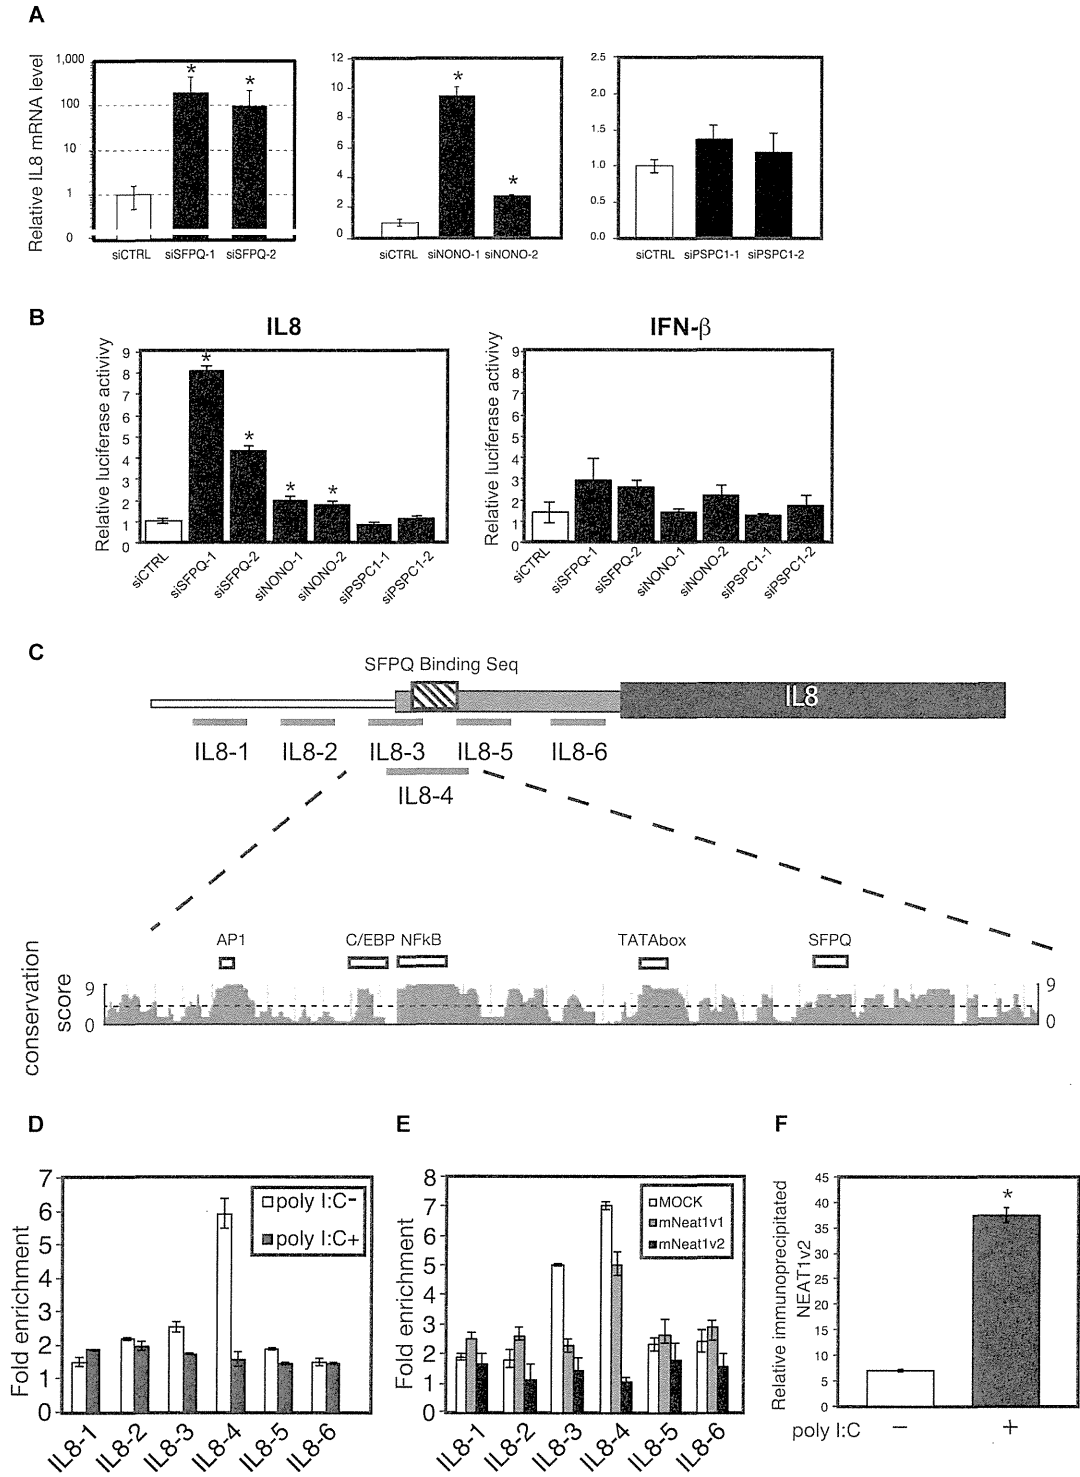 A
Relative IL8 mRNA level
1,000
100
10
1
0
siCTRL siSFPQ-1 siSFPQ-2
*
*
12
10
8
6
4
2
0
siCTRL siNONO-1 siNONO-2
*
*
2.5
2.0
1.5
1.0
0.5
0.0
siCTRL siPSPC1-1 siPSPC1-2
B
IL8
Relative luciferase activivy
9
8
7
6
5
4
3
2
1
0
*
*
*
*
siCTRL
siSFPQ-1
siSFPQ-2
siNONO-1
siNONO-2
siPSPC1-1
siPSPC1-2
IFN-β
Relative luciferase activivy
9
8
7
6
5
4
3
2
1
0
siCTRL
siSFPQ-1
siSFPQ-2
siNONO-1
siNONO-2
siPSPC1-1
siPSPC1-2
C
SFPQ Binding Seq
IL8
IL8-1 IL8-2 IL8-3 IL8-5 IL8-6
IL8-4
AP1 C/EBP NFkB TATAbox SFPQ
conservation
score
9
0
9
0
D
Fold enrichment
7
6
5
4
3
2
1
0
poly I:C−
poly I:C+
IL8-1
IL8-2
IL8-3
IL8-4
IL8-5
IL8-6
E
Fold enrichment
8
7
6
5
4
3
2
1
0
MOCK
mNeat1v1
mNeat1v2
IL8-1
IL8-2
IL8-3
IL8-4
IL8-5
IL8-6
F
Relative immunoprecipitated
NEAT1v2
45
40
35
30
25
20
15
10
5
0
*
poly I:C − +